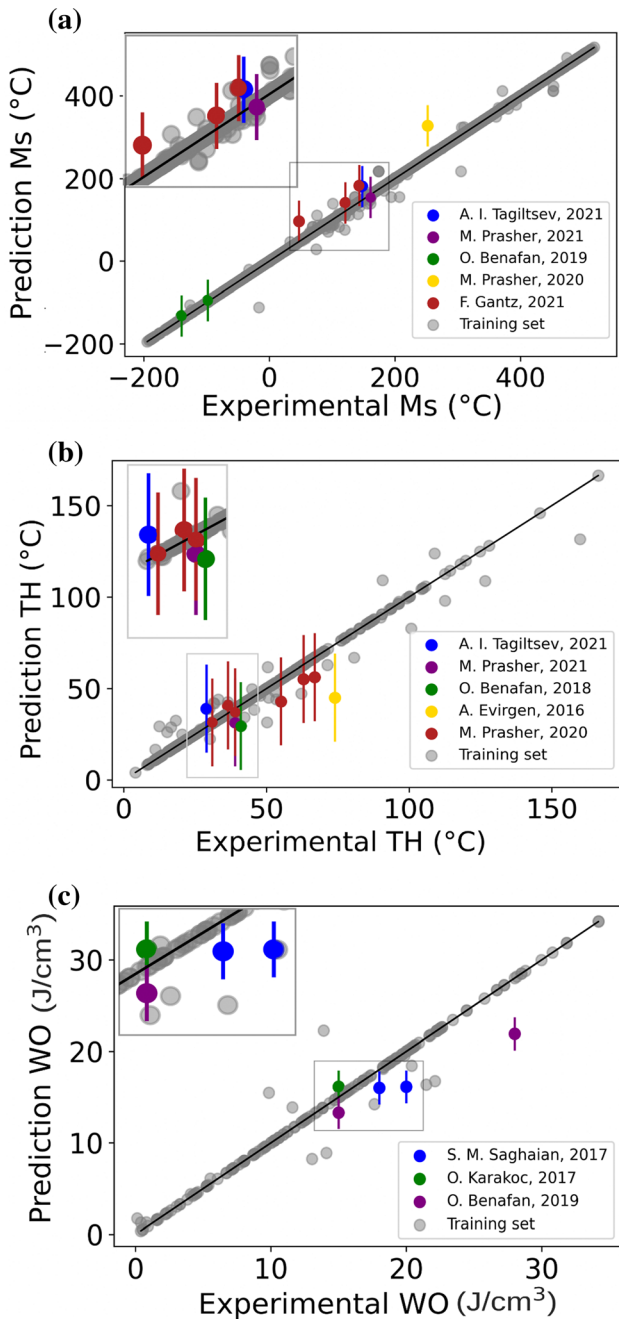 (a)
Prediction Ms (°C)
400
200
0
−200
−200
0
200
400
Experimental Ms (°C)
A. I. Tagiltsev, 2021
M. Prasher, 2021
O. Benafan, 2019
M. Prasher, 2020
F. Gantz, 2021
Training set
(b)
Prediction TH (°C)
150
100
50
0
0
50
100
150
Experimental TH (°C)
A. I. Tagiltsev, 2021
M. Prasher, 2021
O. Benafan, 2018
A. Evirgen, 2016
M. Prasher, 2020
Training set
(c)
Prediction WO (J/cm³)
30
20
10
0
0
10
20
30
Experimental WO (J/cm³)
S. M. Saghaian, 2017
O. Karakoc, 2017
O. Benafan, 2019
Training set